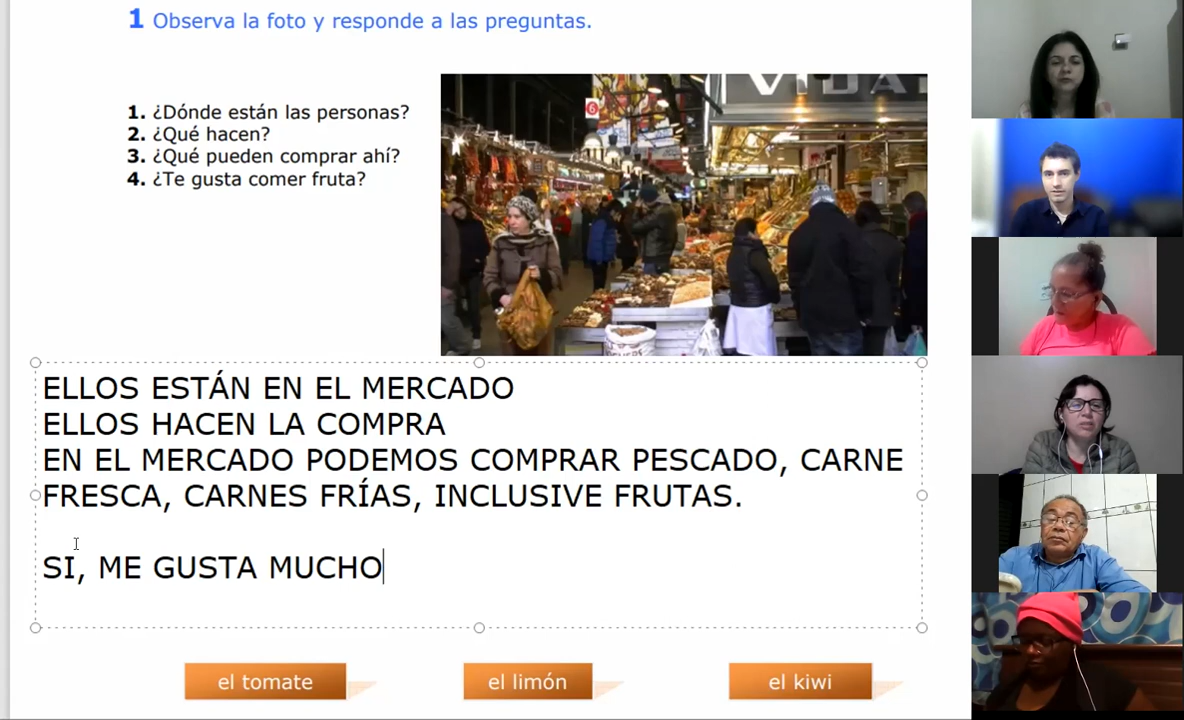 1 Observa la foto y responde a las preguntas.
1. ¿Dónde están las personas?
2. ¿Qué hacen?
3. ¿Qué pueden comprar ahí?
4. ¿Te gusta comer fruta?
VIDA
6
ELLOS ESTÁN EN EL MERCADO
ELLOS HACEN LA COMPRA
EN EL MERCADO PODEMOS COMPRAR PESCADO, CARNE
FRESCA, CARNES FRÍAS, INCLUSIVE FRUTAS.
SI, ME GUSTA MUCHO
el tomate
el limón
el kiwi